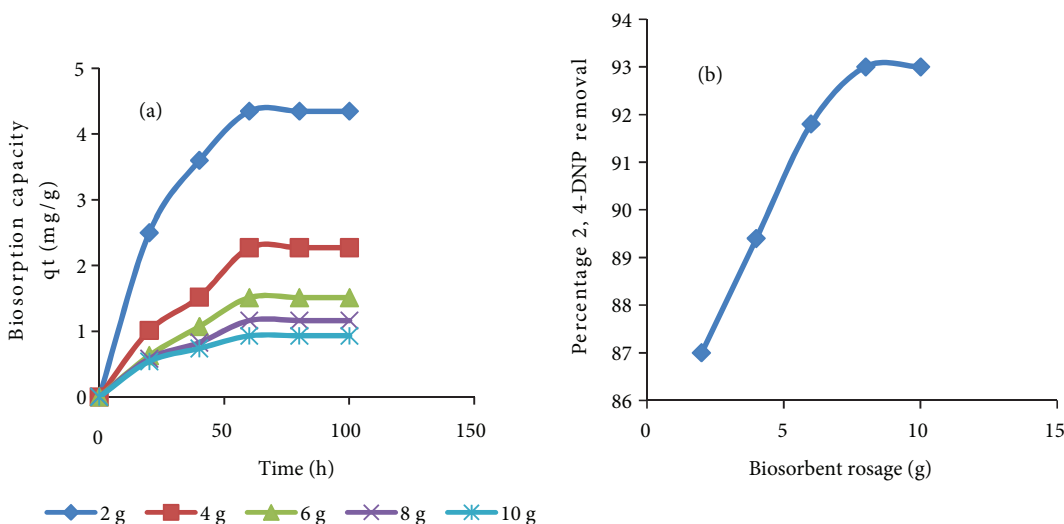 (a)
Biosorption capacity
qt (mg/g)
5
4
3
2
1
0
0
50
100
150
Time (h)
2 g
4 g
6 g
8 g
10 g
(b)
Percentage 2, 4-DNP removal
94
93
92
91
90
89
88
87
86
0
5
10
15
Biosorbent rosage (g)